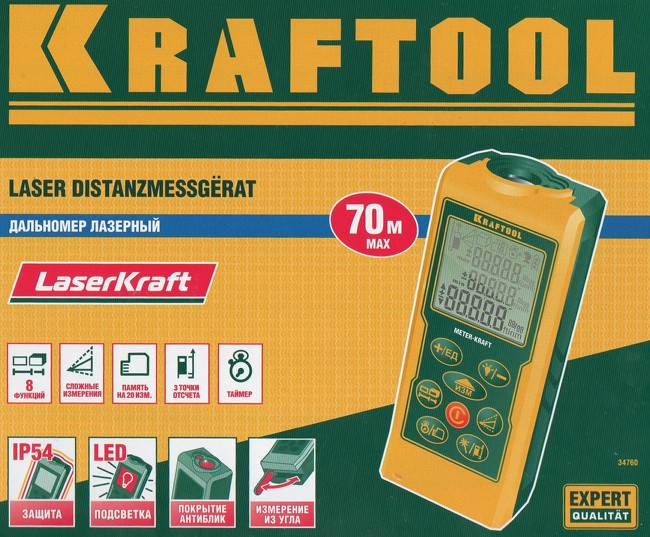 KRAFTOOL
LASER DISTANZMESSGËRAT
ДАЛЬНОМЕР ЛАЗЕРНЫЙ
70м
MAX
LaserKraft
KRAFTOOL
METER-KRAFT
+/ЕД
ИЗМ
8
ФУНКЦИЙ
СЛОЖНЫЕ
ИЗМЕРЕНИЯ
ПАМЯТЬ
НА 20 ИЗМ.
3 ТОЧКИ
ОТСЧЕТА
ТАЙМЕР
IP54
ЗАЩИТА
LED
ПОДСВЕТКА
ПОКРЫТИЕ
АНТИБЛИК
ИЗМЕРЕНИЕ
ИЗ УГЛА
34760
EXPERT
QUALITÄT